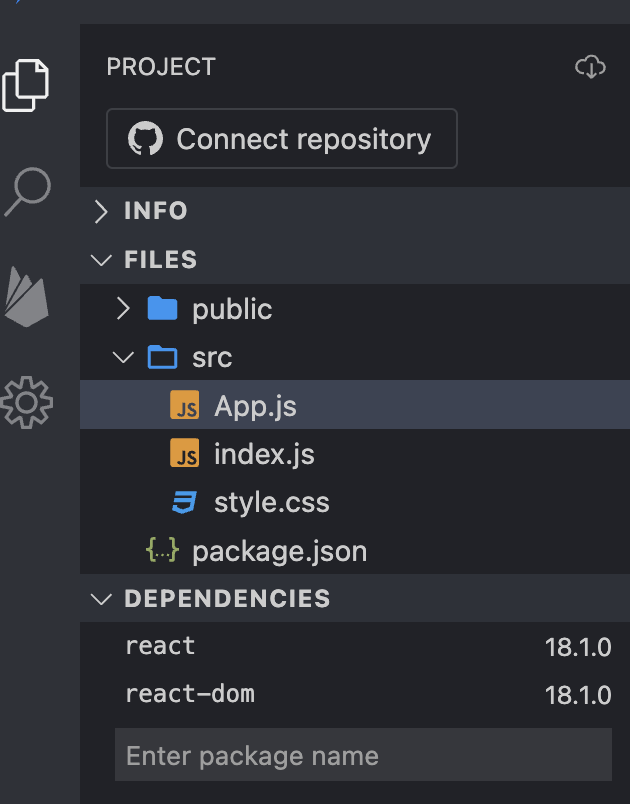 PROJECT
Connect repository
INFO
FILES
public
src
JS App.js
JS index.js
style.css
{...} package.json
DEPENDENCIES
react 18.1.0
react-dom 18.1.0
Enter package name